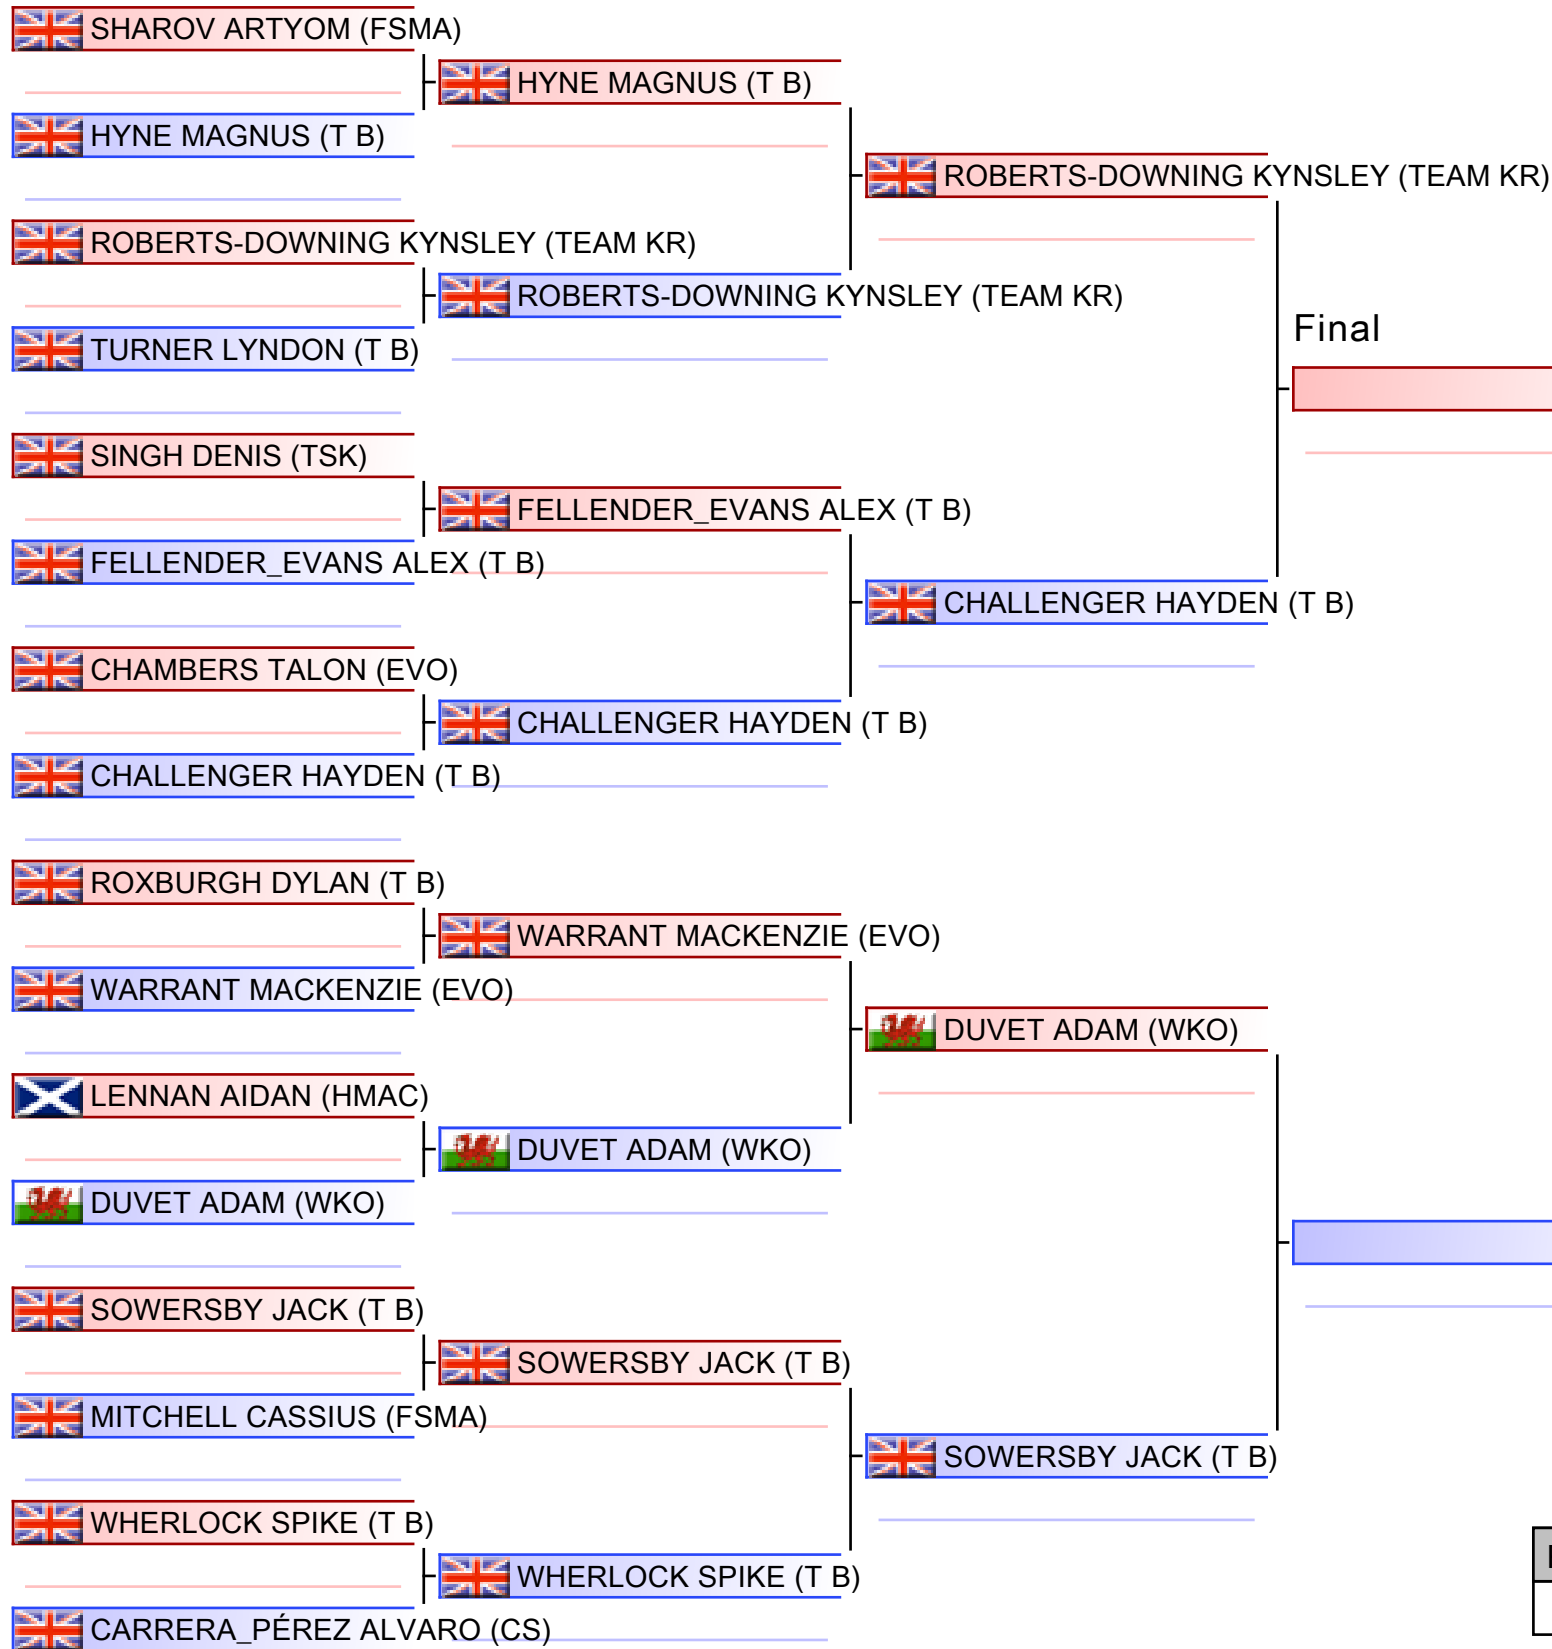 SHAROV ARTYOM (FSMA)
HYNE MAGNUS (T B)
HYNE MAGNUS (T B)
ROBERTS-DOWNING KYNSLEY (TEAM KR)
ROBERTS-DOWNING KYNSLEY (TEAM KR)
ROBERTS-DOWNING KYNSLEY (TEAM KR)
Final
TURNER LYNDON (T B)
SINGH DENIS (TSK)
FELLENDER_EVANS ALEX (T B)
FELLENDER_EVANS ALEX (T B)
CHALLENGER HAYDEN (T B)
CHAMBERS TALON (EVO)
CHALLENGER HAYDEN (T B)
CHALLENGER HAYDEN (T B)
ROXBURGH DYLAN (T B)
WARRANT MACKENZIE (EVO)
WARRANT MACKENZIE (EVO)
DUVET ADAM (WKO)
LENNAN AIDAN (HMAC)
DUVET ADAM (WKO)
DUVET ADAM (WKO)
SOWERSBY JACK (T B)
SOWERSBY JACK (T B)
MITCHELL CASSIUS (FSMA)
SOWERSBY JACK (T B)
WHERLOCK SPIKE (T B)
WHERLOCK SPIKE (T B)
CARRERA_PÉREZ ALVARO (CS)